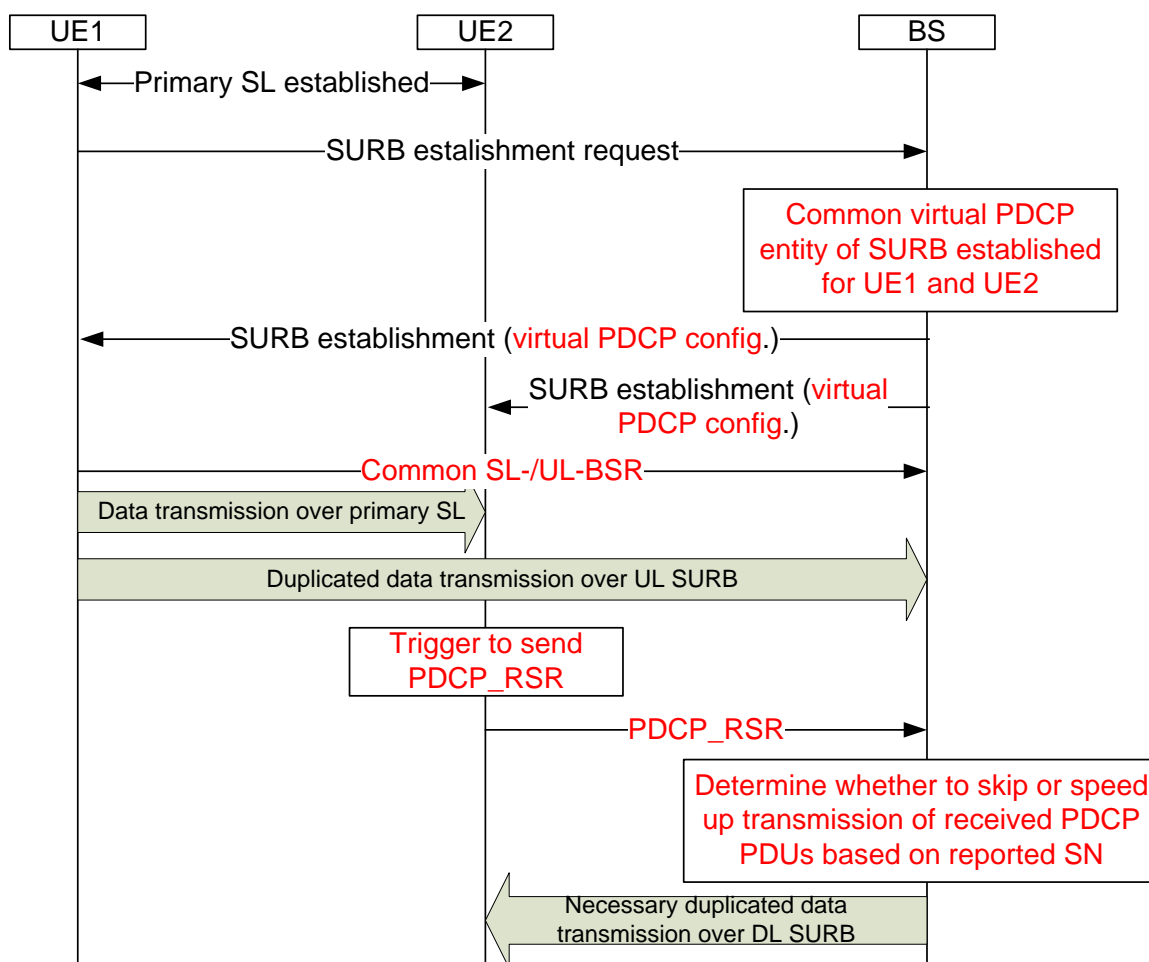 UE1
UE2
BS
Primary SL established
SURB estalishment request
Common virtual PDCP
entity of SURB established
for UE1 and UE2
SURB establishment (virtual PDCP config.)
SURB establishment (virtual
PDCP config.)
Common SL-/UL-BSR
Data transmission over primary SL
Duplicated data transmission over UL SURB
Trigger to send
PDCP_RSR
PDCP_RSR
Determine whether to skip or speed
up transmission of received PDCP
PDUs based on reported SN
Necessary duplicated data
transmission over DL SURB